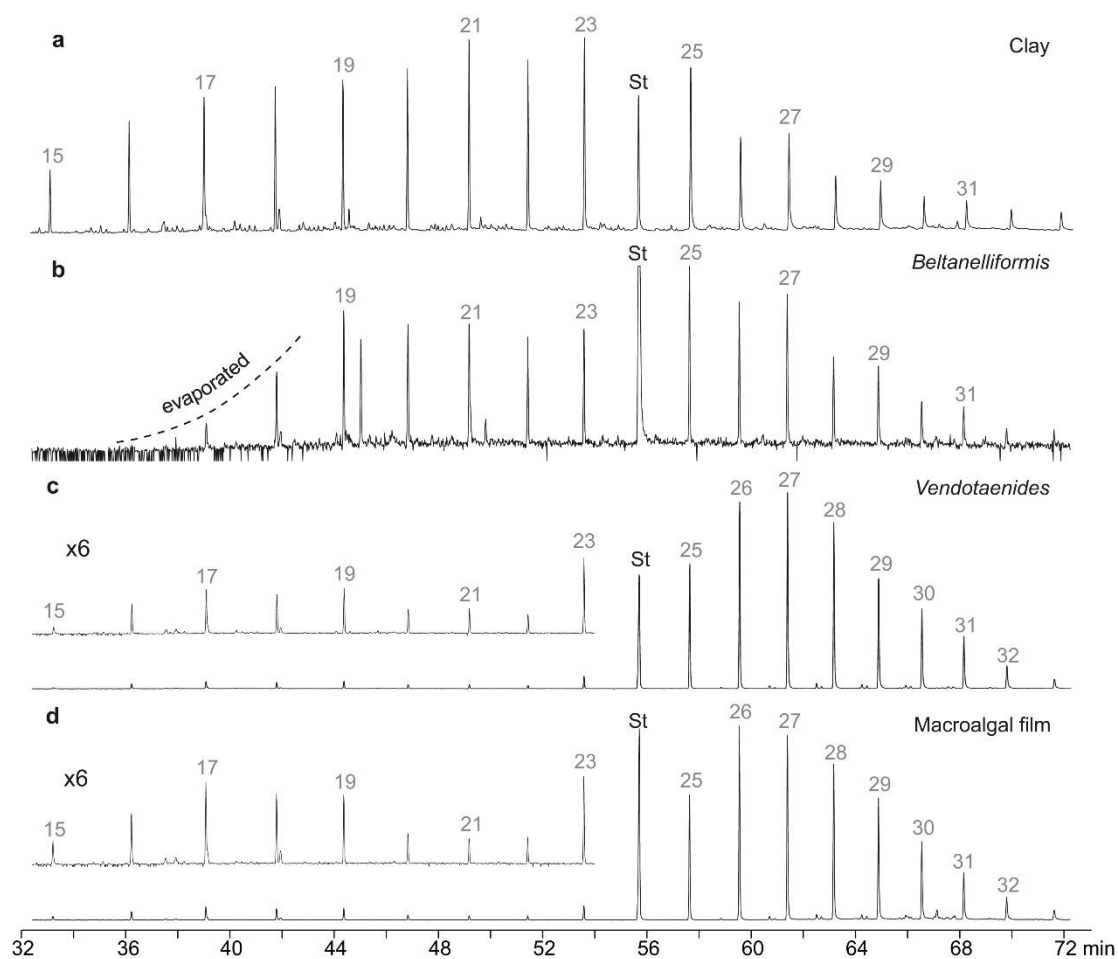 a
Clay
15
17
19
21
23
St
25
27
29
31
b
Beltanelliformis
evaporated
19
21
23
St
25
27
29
31
c
Vendotaenides
x6
15
17
19
21
23
St
25
26
27
28
29
30
31
32
d
Macroalgal film
x6
15
17
19
21
23
St
25
26
27
28
29
30
31
32
32 36 40 44 48 52 56 60 64 68 72 min